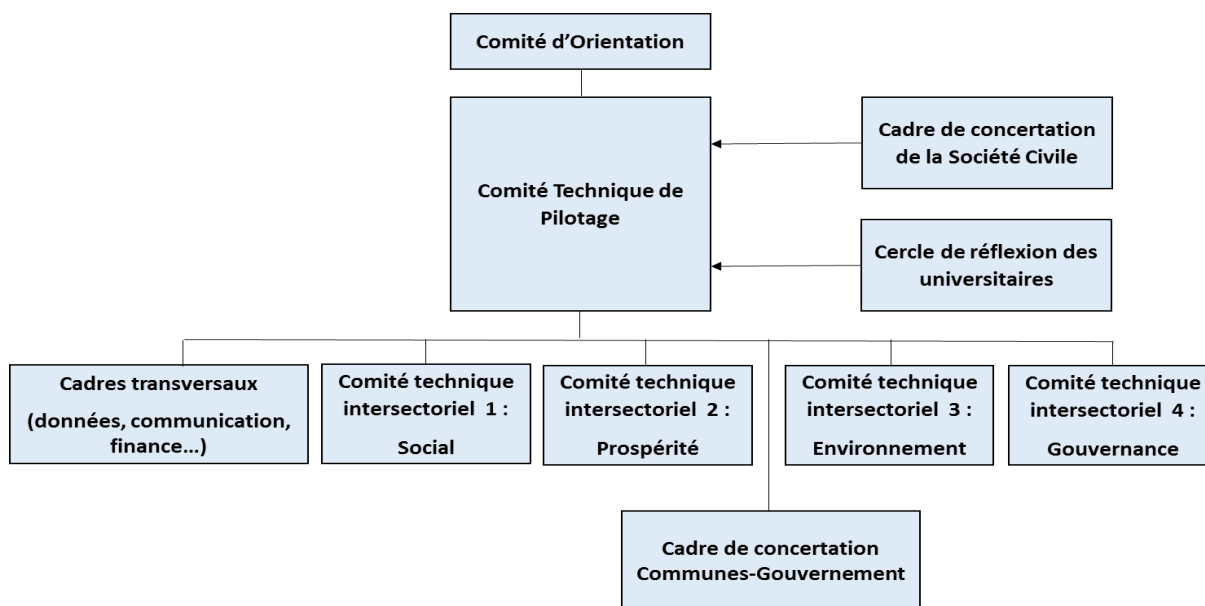 Comité d’Orientation
Comité Technique de
Pilotage
Cadre de concertation
de la Société Civile
Cercle de réflexion des
universitaires
Cadres transversaux
(données, communication,
finance…)
Comité technique
intersectoriel 1 :
Social
Comité technique
intersectoriel 2 :
Prospérité
Comité technique
intersectoriel 3 :
Environnement
Comité technique
intersectoriel 4 :
Gouvernance
Cadre de concertation
Communes-Gouvernement